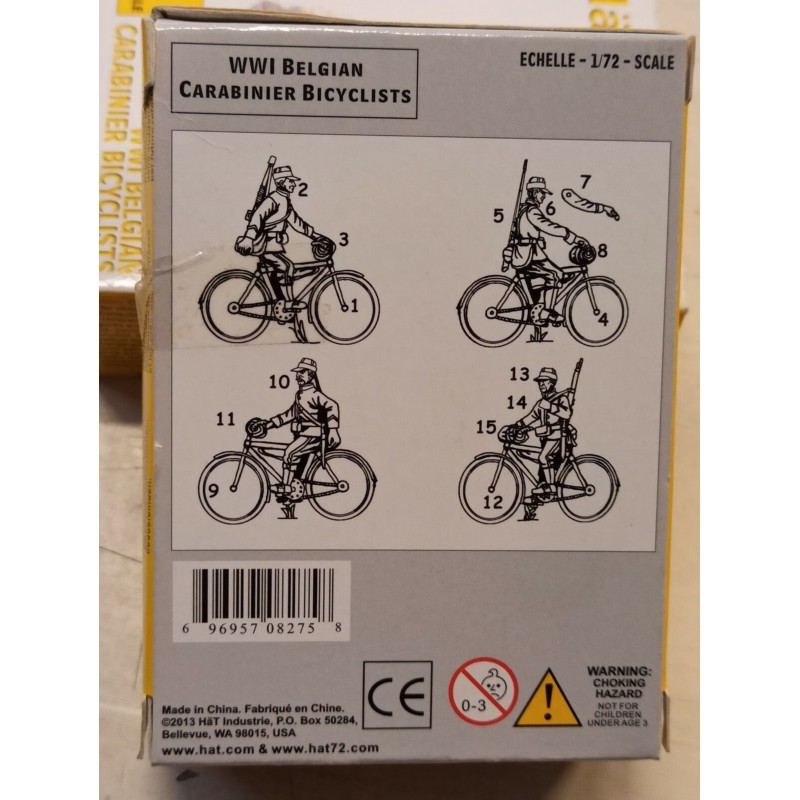 WWI BELGIAN
CARABINIER BICYCLISTS
ECHELLE - 1/72 - SCALE
2
3
1
7
5
6
8
4
10
11
9
13
14
15
12
6 96957 08275 8
Made in China. Fabriqué en Chine.
©2013 HäT Industrie, P.O. Box 50284,
Bellevue, WA 98015, USA
www.hat.com & www.hat72.com
CE
0-3
WARNING:
CHOKING
HAZARD
NOT FOR
CHILDREN
UNDER AGE 3
WWI BELGIAN
CARABINIER BICYCLISTS